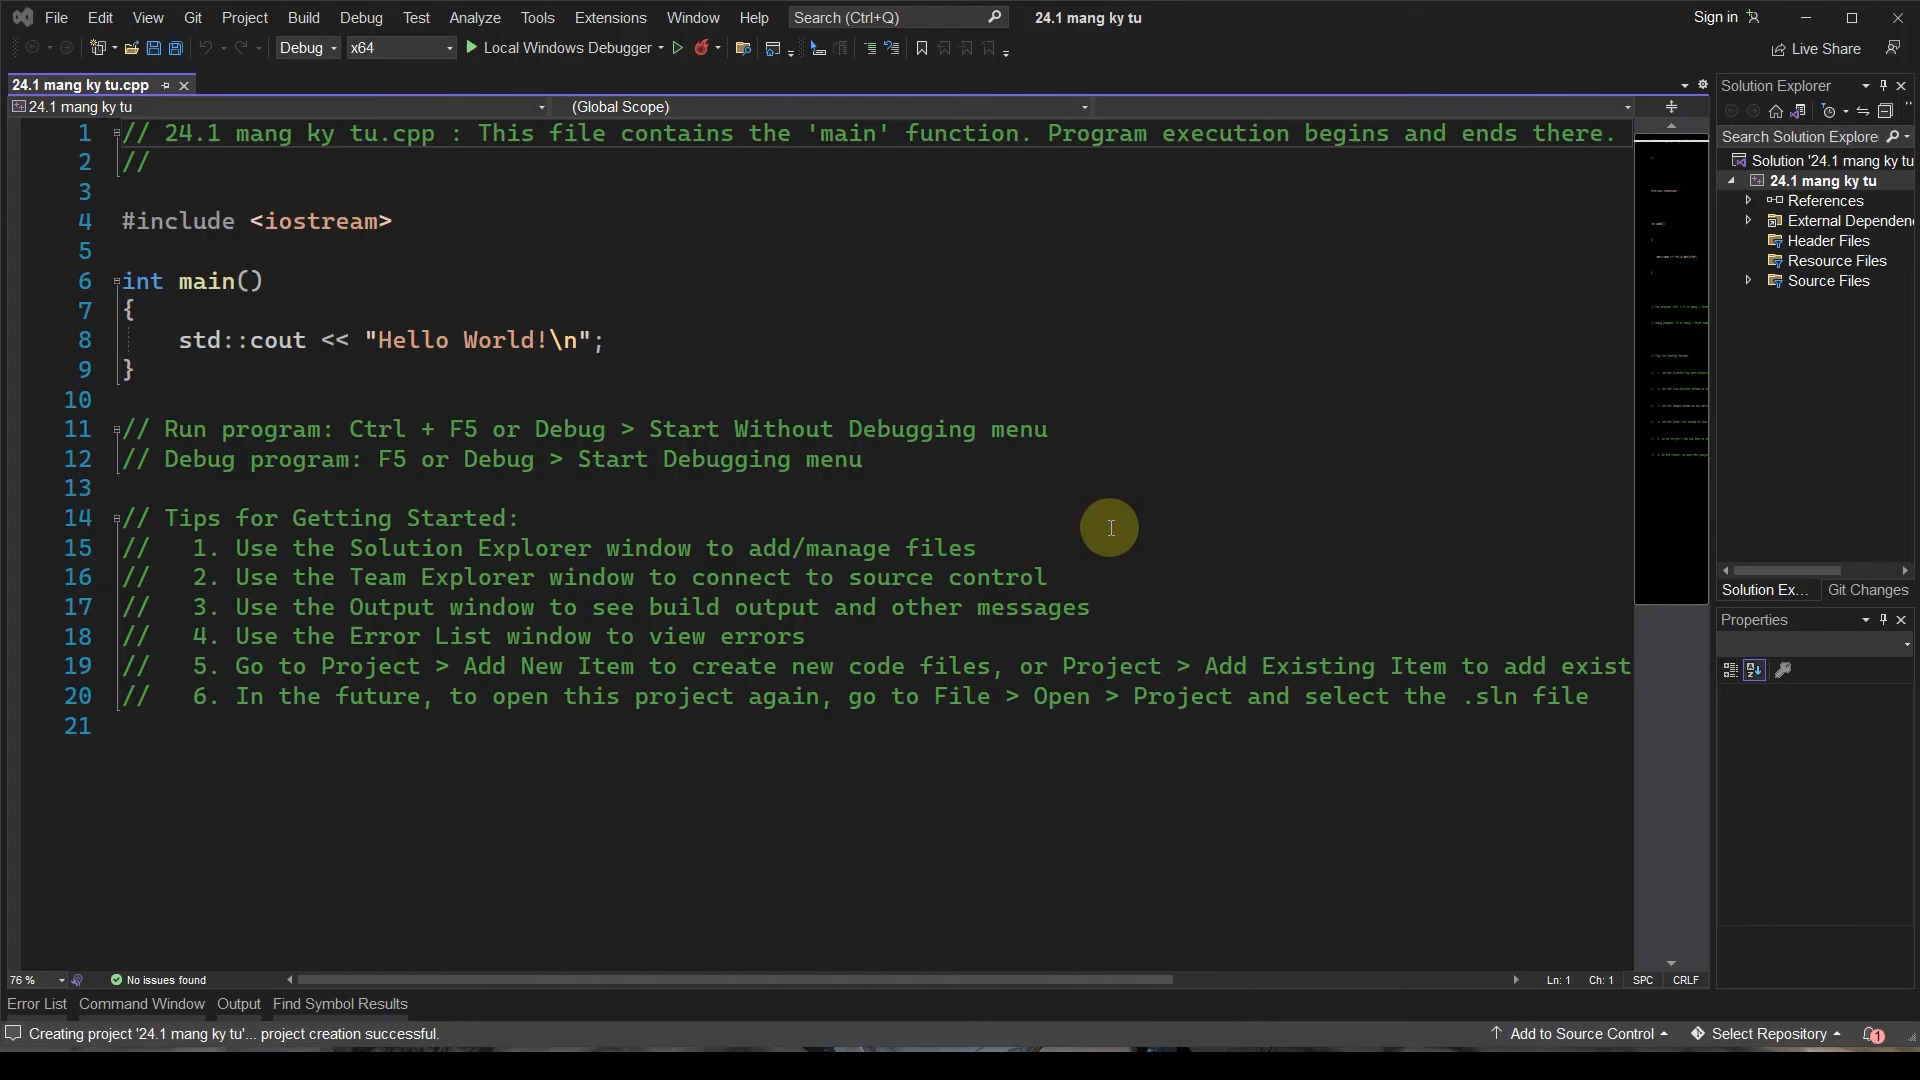 File Edit View Git Project Build Debug Test Analyze Tools Extensions Window Help Search (Ctrl+Q) 24.1 mang ky tu Sign in
Debug x64 Local Windows Debugger Live Share
24.1 mang ky tu.cpp
24.1 mang ky tu (Global Scope)
1 // 24.1 mang ky tu.cpp : This file contains the 'main' function. Program execution begins and ends there.
2 //
3
4 #include <iostream>
5
6 int main()
7 {
8 std::cout << "Hello World!\n";
9 }
10
11 // Run program: Ctrl + F5 or Debug > Start Without Debugging menu
12 // Debug program: F5 or Debug > Start Debugging menu
13
14 // Tips for Getting Started:
15 // 1. Use the Solution Explorer window to add/manage files
16 // 2. Use the Team Explorer window to connect to source control
17 // 3. Use the Output window to see build output and other messages
18 // 4. Use the Error List window to view errors
19 // 5. Go to Project > Add New Item to create new code files, or Project > Add Existing Item to add exist
20 // 6. In the future, to open this project again, go to File > Open > Project and select the .sln file
21
76 % No issues found Ln: 1 Ch: 1 SPC CRLF
Error List Command Window Output Find Symbol Results
Creating project '24.1 mang ky tu'... project creation successful. Add to Source Control Select Repository 1
Solution Explorer
Search Solution Explore
Solution '24.1 mang ky tu
24.1 mang ky tu
References
External Dependen
Header Files
Resource Files
Source Files
Solution Ex... Git Changes
Properties